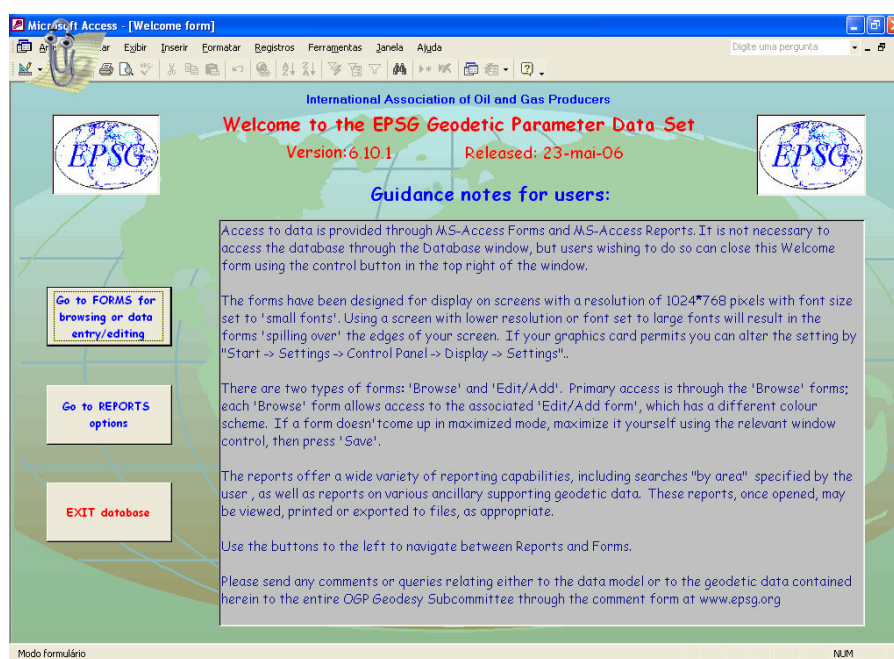 Microsoft Access - [Welcome form]
Exibir Inserir Formatar Registros Ferramentas Janela Ajuda
Digite uma pergunta
International Association of Oil and Gas Producers
Welcome to the EPSG Geodetic Parameter Data Set
Version: 6.10.1 Released: 23-mai-06
EPSG
EPSG
Guidance notes for users:
Access to data is provided through MS-Access Forms and MS-Access Reports. It is not necessary to
access the database through the Database window, but users wishing to do so can close this Welcome
form using the control button in the top right of the window.
The forms have been designed for display on screens with a resolution of 1024*768 pixels with font size
set to 'small fonts'. Using a screen with lower resolution or font set to large fonts will result in the
forms 'spilling over' the edges of your screen. If your graphics card permits you can alter the setting by
"Start -> Settings -> Control Panel -> Display -> Settings"..
There are two types of forms: 'Browse' and 'Edit/Add'. Primary access is through the 'Browse' forms;
each 'Browse' form allows access to the associated 'Edit/Add form', which has a different colour
scheme. If a form doesn'tcome up in maximized mode, maximize it yourself using the relevant window
control, then press 'Save'.
The reports offer a wide variety of reporting capabilities, including searches "by area" specified by the
user , as well as reports on various ancillary supporting geodetic data. These reports, once opened, may
be viewed, printed or exported to files, as appropriate.
Use the buttons to the left to navigate between Reports and Forms.
Please send any comments or queries relating either to the data model or to the geodetic data contained
herein to the entire OGP Geodesy Subcommittee through the comment form at www.epsg.org
Go to FORMS for
browsing or data
entry/editing
Go to REPORTS
options
EXIT database
Modo formulário
NUM